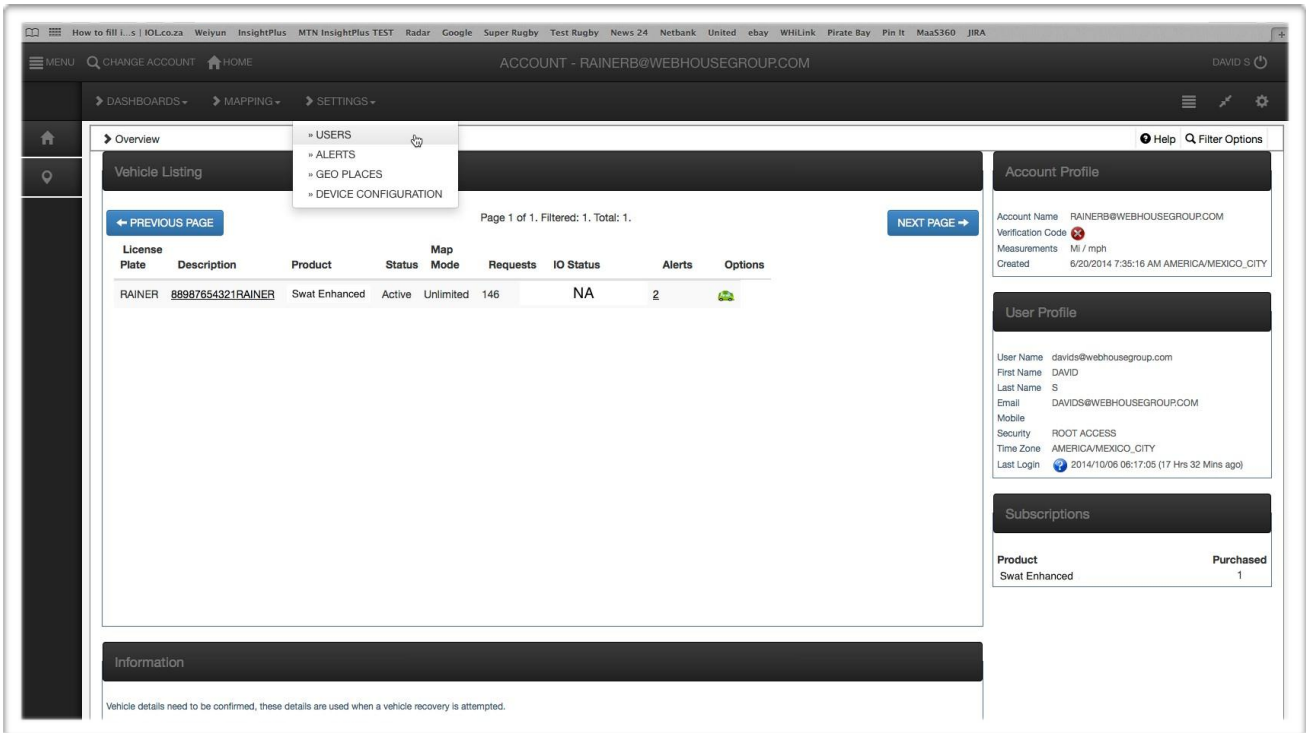 How to fill i...s | IOL.co.za Weiyun InsightPlus MTN InsightPlus TEST Radar Google Super Rugby Test Rugby News 24 Netbank United ebay WHiLink Pirate Bay Pin It MaaS360 JIRA
MENU CHANGE ACCOUNT HOME ACCOUNT - RAINERB@WEBHOUSEGROUP.COM DAVID S
DASHBOARDS MAPPING SETTINGS
Overview Help Filter Options
» USERS
» ALERTS
» GEO PLACES
» DEVICE CONFIGURATION
Vehicle Listing
PREVIOUS PAGE Page 1 of 1. Filtered: 1. Total: 1. NEXT PAGE
License Plate Description Product Status Map Mode Requests IO Status Alerts Options
RAINER 88987654321RAINER Swat Enhanced Active Unlimited 146 NA 2
Information
Vehicle details need to be confirmed, these details are used when a vehicle recovery is attempted.
Account Profile
Account Name RAINERB@WEBHOUSEGROUP.COM
Verification Code
Measurements Mi / mph
Created 6/20/2014 7:35:16 AM AMERICA/MEXICO_CITY
User Profile
User Name davids@webhousegroup.com
First Name DAVID
Last Name S
Email DAVIDS@WEBHOUSEGROUP.COM
Mobile
Security ROOT ACCESS
Time Zone AMERICA/MEXICO_CITY
Last Login 2014/10/06 06:17:05 (17 Hrs 32 Mins ago)
Subscriptions
Product Purchased
Swat Enhanced 1